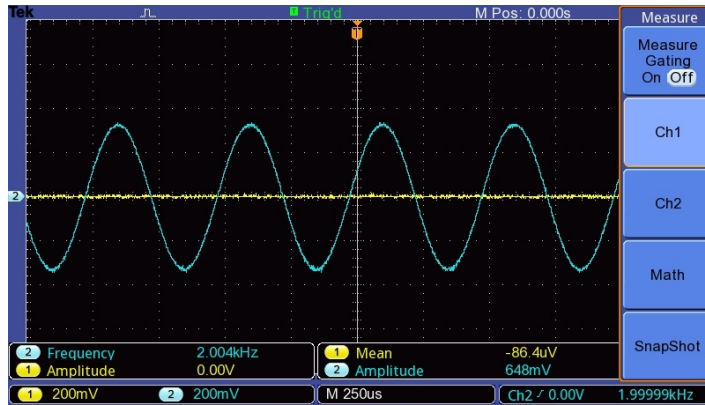 Tek
Trig'd
M Pos: 0.000s
Measure
T
Measure
Gating
On Off
Ch1
2
Ch2
Math
SnapShot
2 Frequency 2.004kHz
1 Mean -86.4uV
1 Amplitude 0.00V
2 Amplitude 648mV
1 200mV
2 200mV
M 250us
Ch2 / 0.00V
1.99999kHz